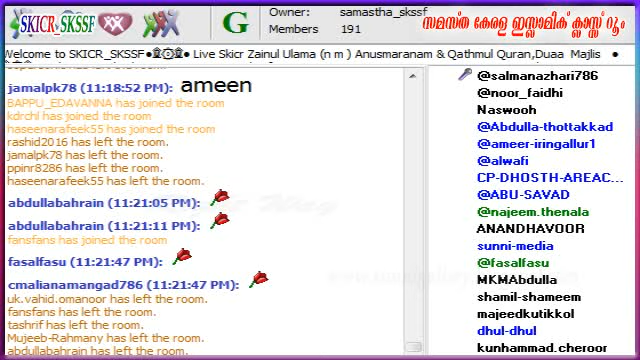 SKICR_SKSSF
G
Owner: samastha_skssf
Members 191
സമസ്ത കേരള ഇസ്ലാമിക് ക്ലാസ്സ് റൂം
Welcome to SKICR_SKSSF●۩۞۩● Live Skicr Zainul Ulama (n m ) Anusmaranam & Qathmul Quran,Duaa Majlis ●
jamalpk78 (11:18:52 PM): ameen
BAPPU_EDAVANNA has joined the room
kdrchl has joined the room
haseenarafeek55 has joined the room
rashid2016 has left the room.
jamalpk78 has left the room.
ppinr8286 has left the room.
haseenarafeek55 has left the room.
abdullabahrain (11:21:05 PM):
abdullabahrain (11:21:11 PM):
fansfans has joined the room
fasalfasu (11:21:47 PM):
cmalianamangad786 (11:21:47 PM):
uk.vahid.omanoor has left the room.
fansfans has left the room.
tashrif has left the room.
Mujeeb-Rahmany has left the room.
abdullabahrain has left the room.
@salmanazhari786
@noor_faidhi
Naswooh
@Abdulla-thottakkad
@ameer-iringallur1
@alwafi
CP-DHOSTH-AREAC...
@ABU-SAVAD
@najeem.thenala
ANANDHAVOOR
sunni-media
@fasalfasu
MKMAbdulla
shamil-shameem
majeedkutikkol
dhul-dhul
kunhammad.cheroor